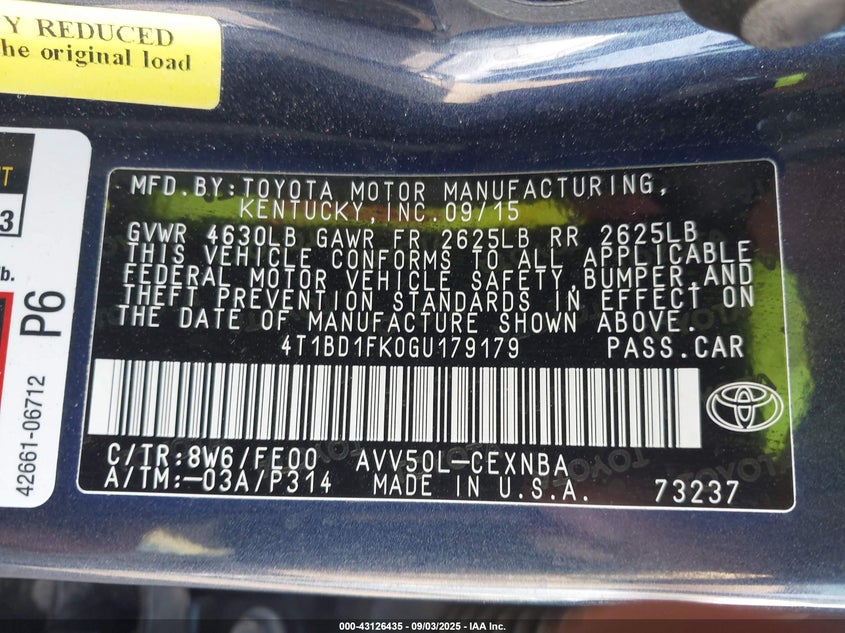 Y REDUCED
he original load
T
3
b.
P6
42661-06712
MFD.BY:TOYOTA MOTOR MANUFACTURING,
KENTUCKY,INC.09/15
GVWR 4630LB GAWR FR 2625LB RR 2625LB
THIS VEHICLE CONFORMS TO ALL APPLICABLE
FEDERAL MOTOR VEHICLE SAFETY,BUMPER,AND
THEFT PREVENTION STANDARDS IN EFFECT ON
THE DATE OF MANUFACTURE SHOWN ABOVE.
4T1BD1FK0GU179179 PASS.CAR
C/TR:8W6/FE00 AVV50L-CEXNBA
A/TM:-03A/P314 MADE IN U.S.A. 73237
000-43126435 - 09/03/2025 - IAA Inc.